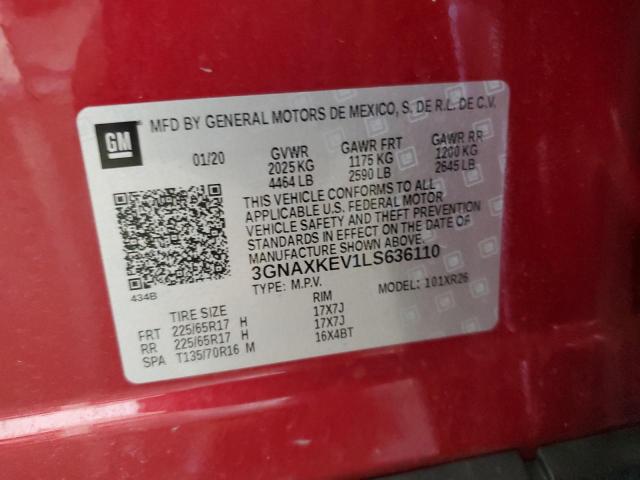 GM
MFD BY GENERAL MOTORS DE MEXICO, S. DE R.L. DE C.V.
01/20 GVWR GAWR FRT GAWR RR
2025 KG 1175 KG 1200 KG
4464 LB 2590 LB 2645 LB
THIS VEHICLE CONFORMS TO ALL
APPLICABLE U.S. FEDERAL MOTOR
VEHICLE SAFETY AND THEFT PREVENTION
STANDARDS IN EFFECT ON THE DATE OF
MANUFACTURE SHOWN ABOVE.
3GNAXKEV1LS636110
TYPE: M.P.V. MODEL: 101XR26
434B
TIRE SIZE RIM
FRT 225/65R17 H 17X7J
RR 225/65R17 H 17X7J
SPA T135/70R16 M 16X4BT